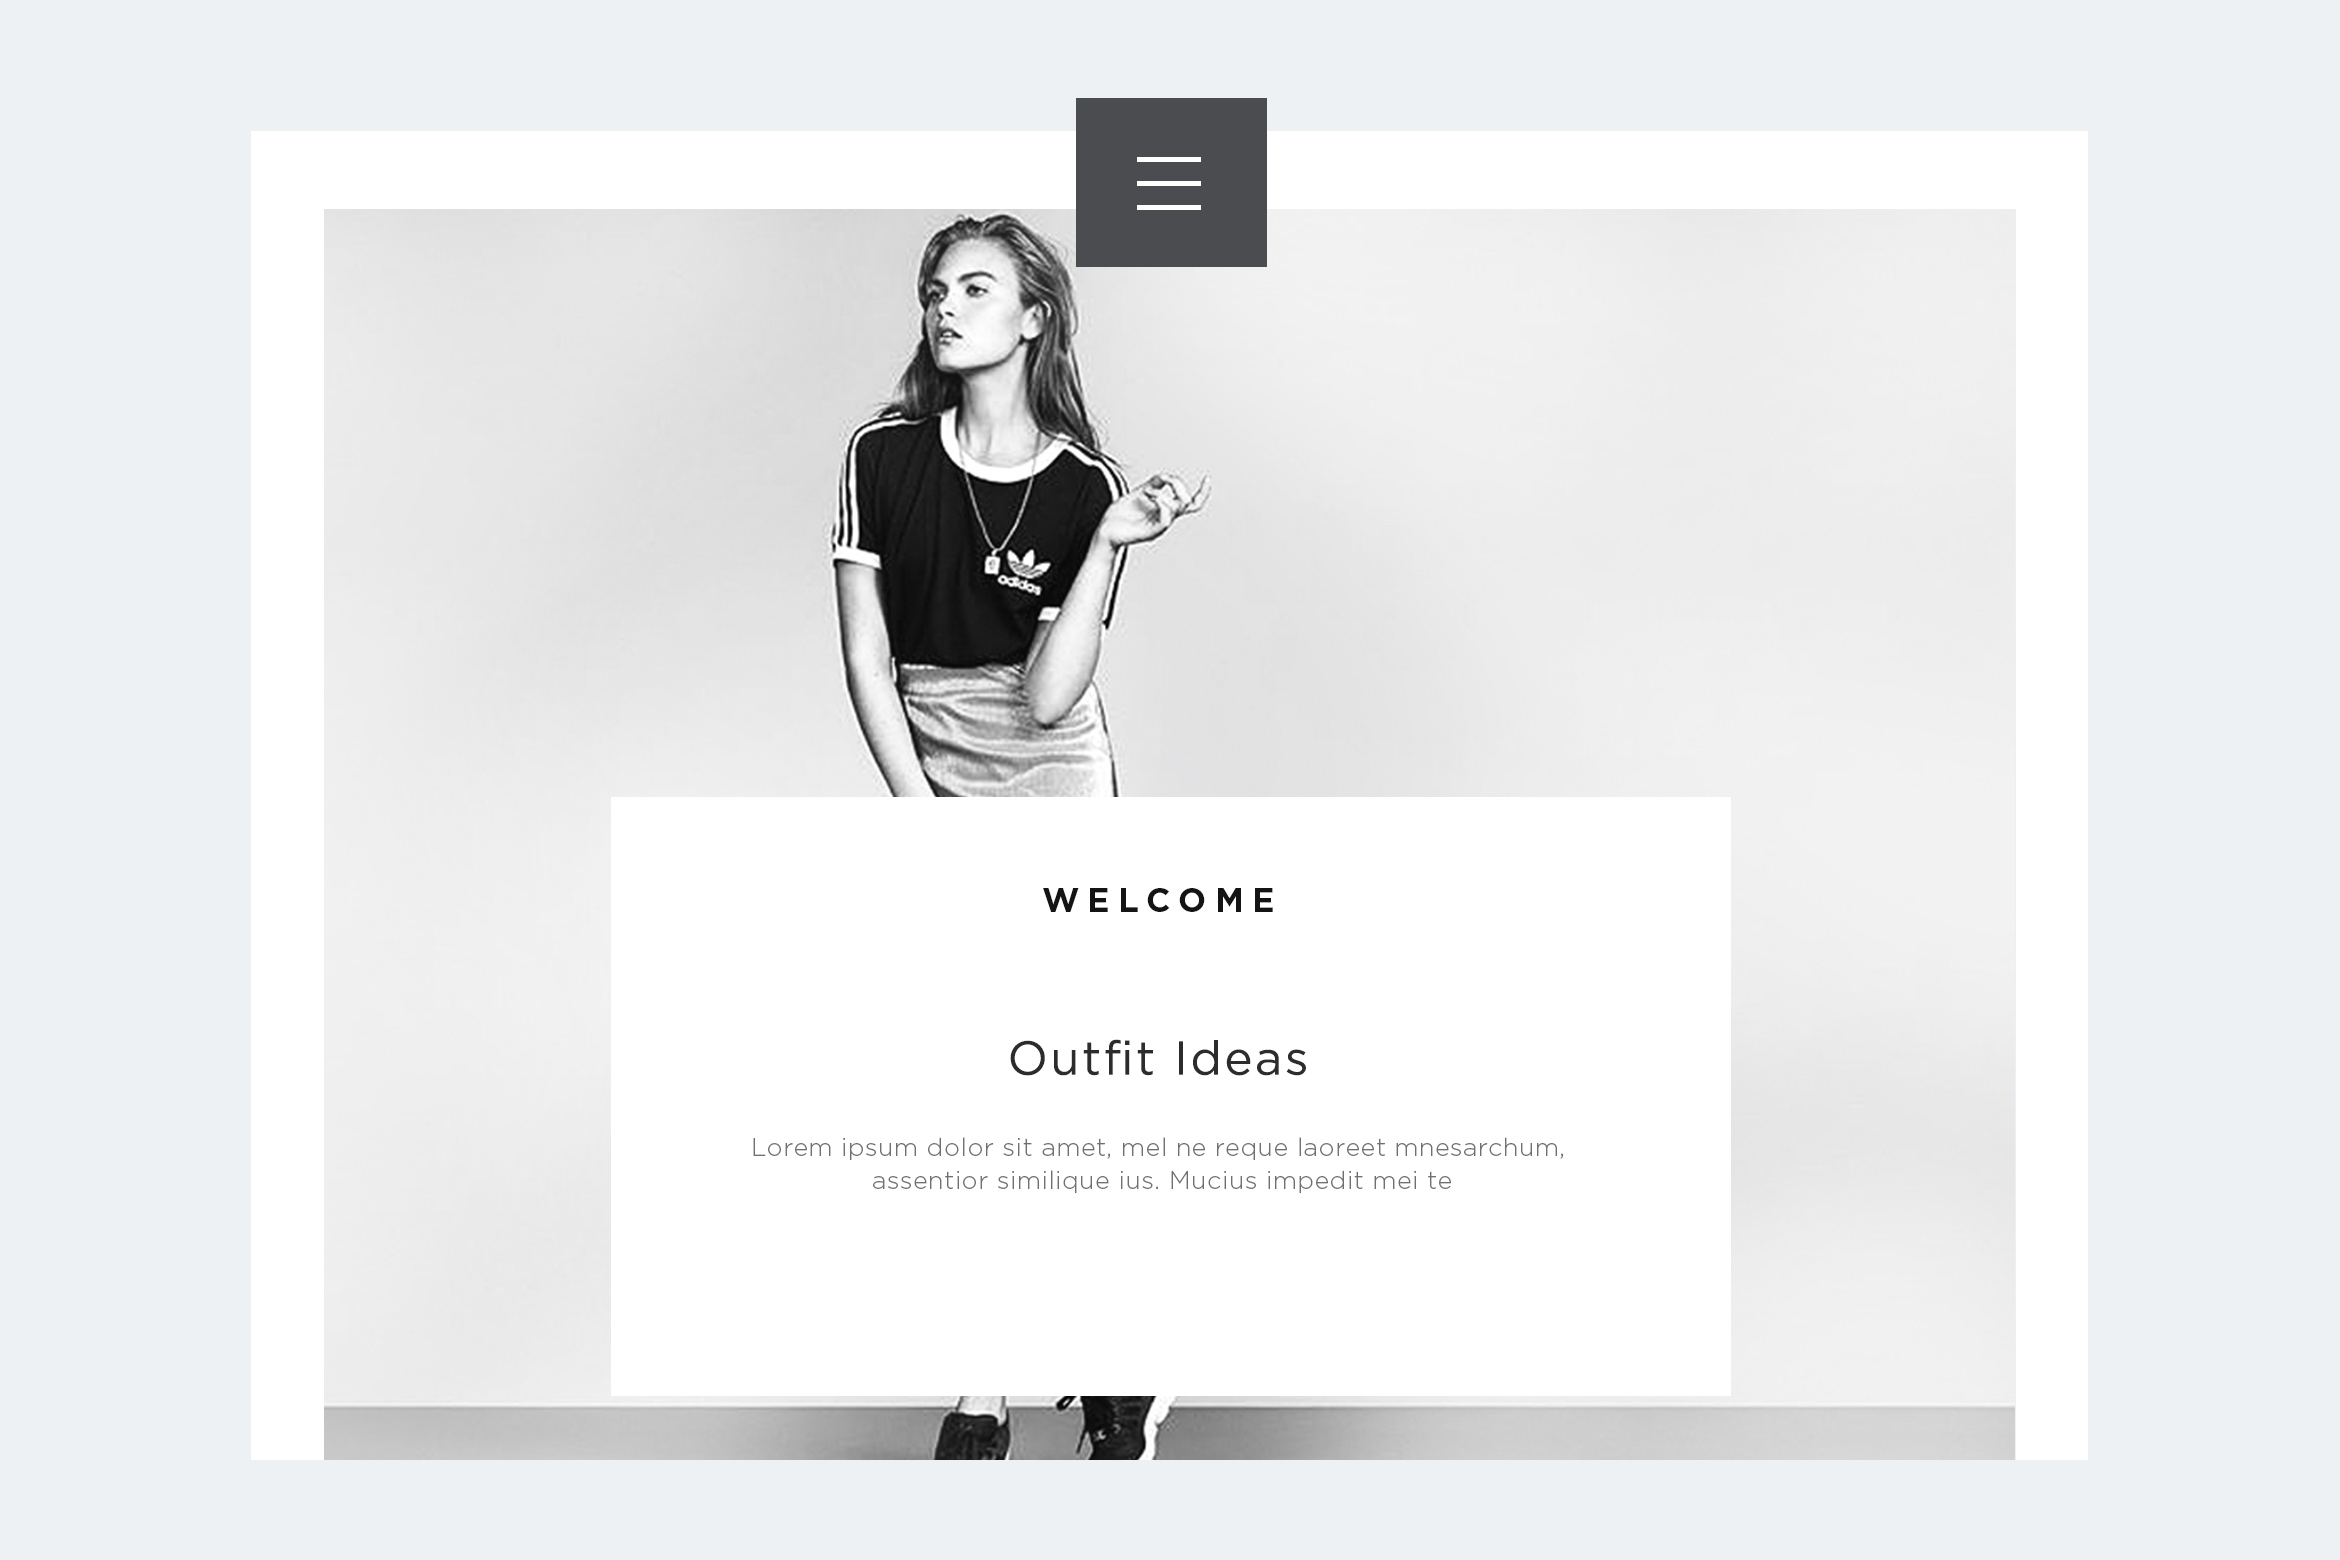 adidas
WELCOME
Outfit Ideas
Lorem ipsum dolor sit amet, mel ne reque laoreet mnesarchum,
assentior similique ius. Mucius impedit mei te